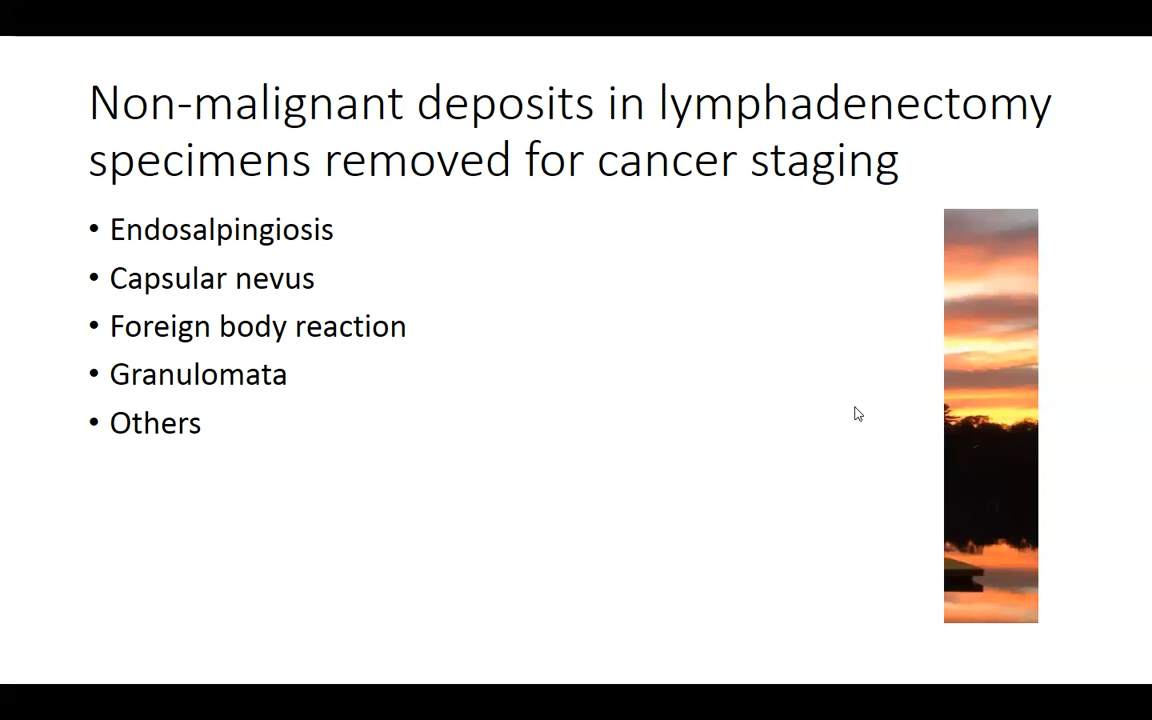 Non-malignant deposits in lymphadenectomy
specimens removed for cancer staging
• Endosalpingiosis
• Capsular nevus
• Foreign body reaction
• Granulomata
• Others